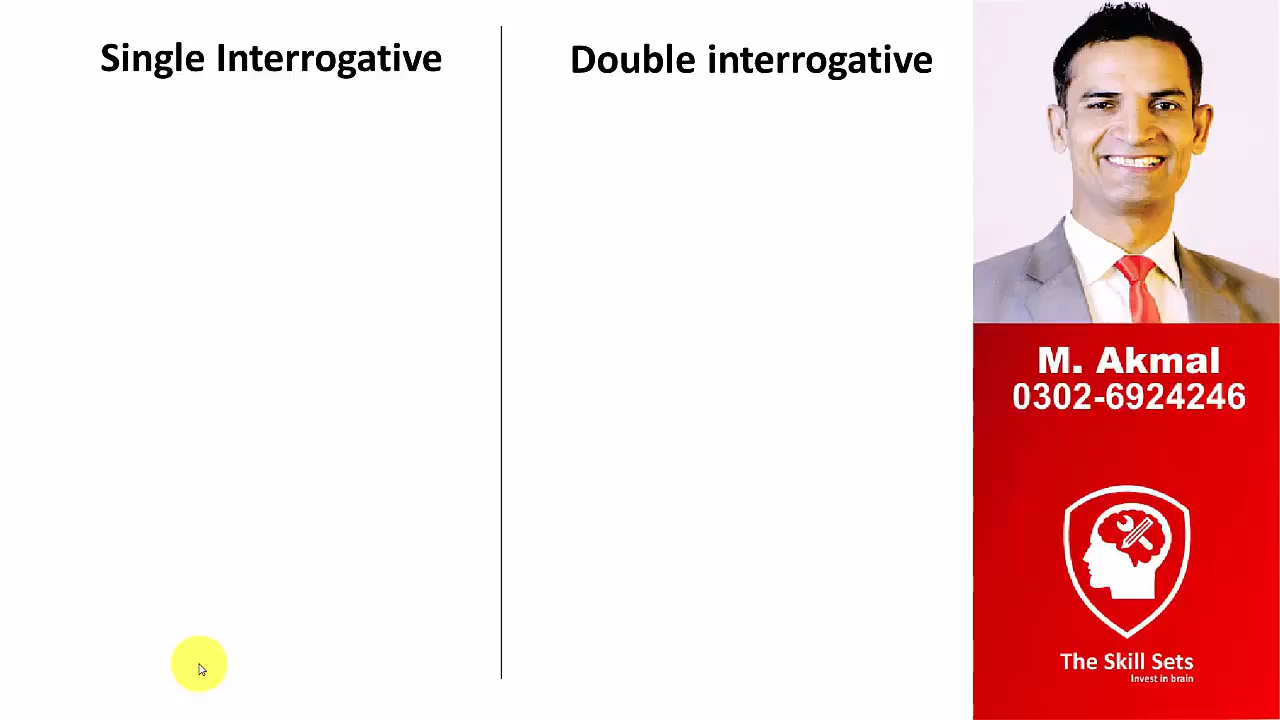 Single Interrogative
Double interrogative
M. Akmal
0302-6924246
The Skill Sets
Invest in brain